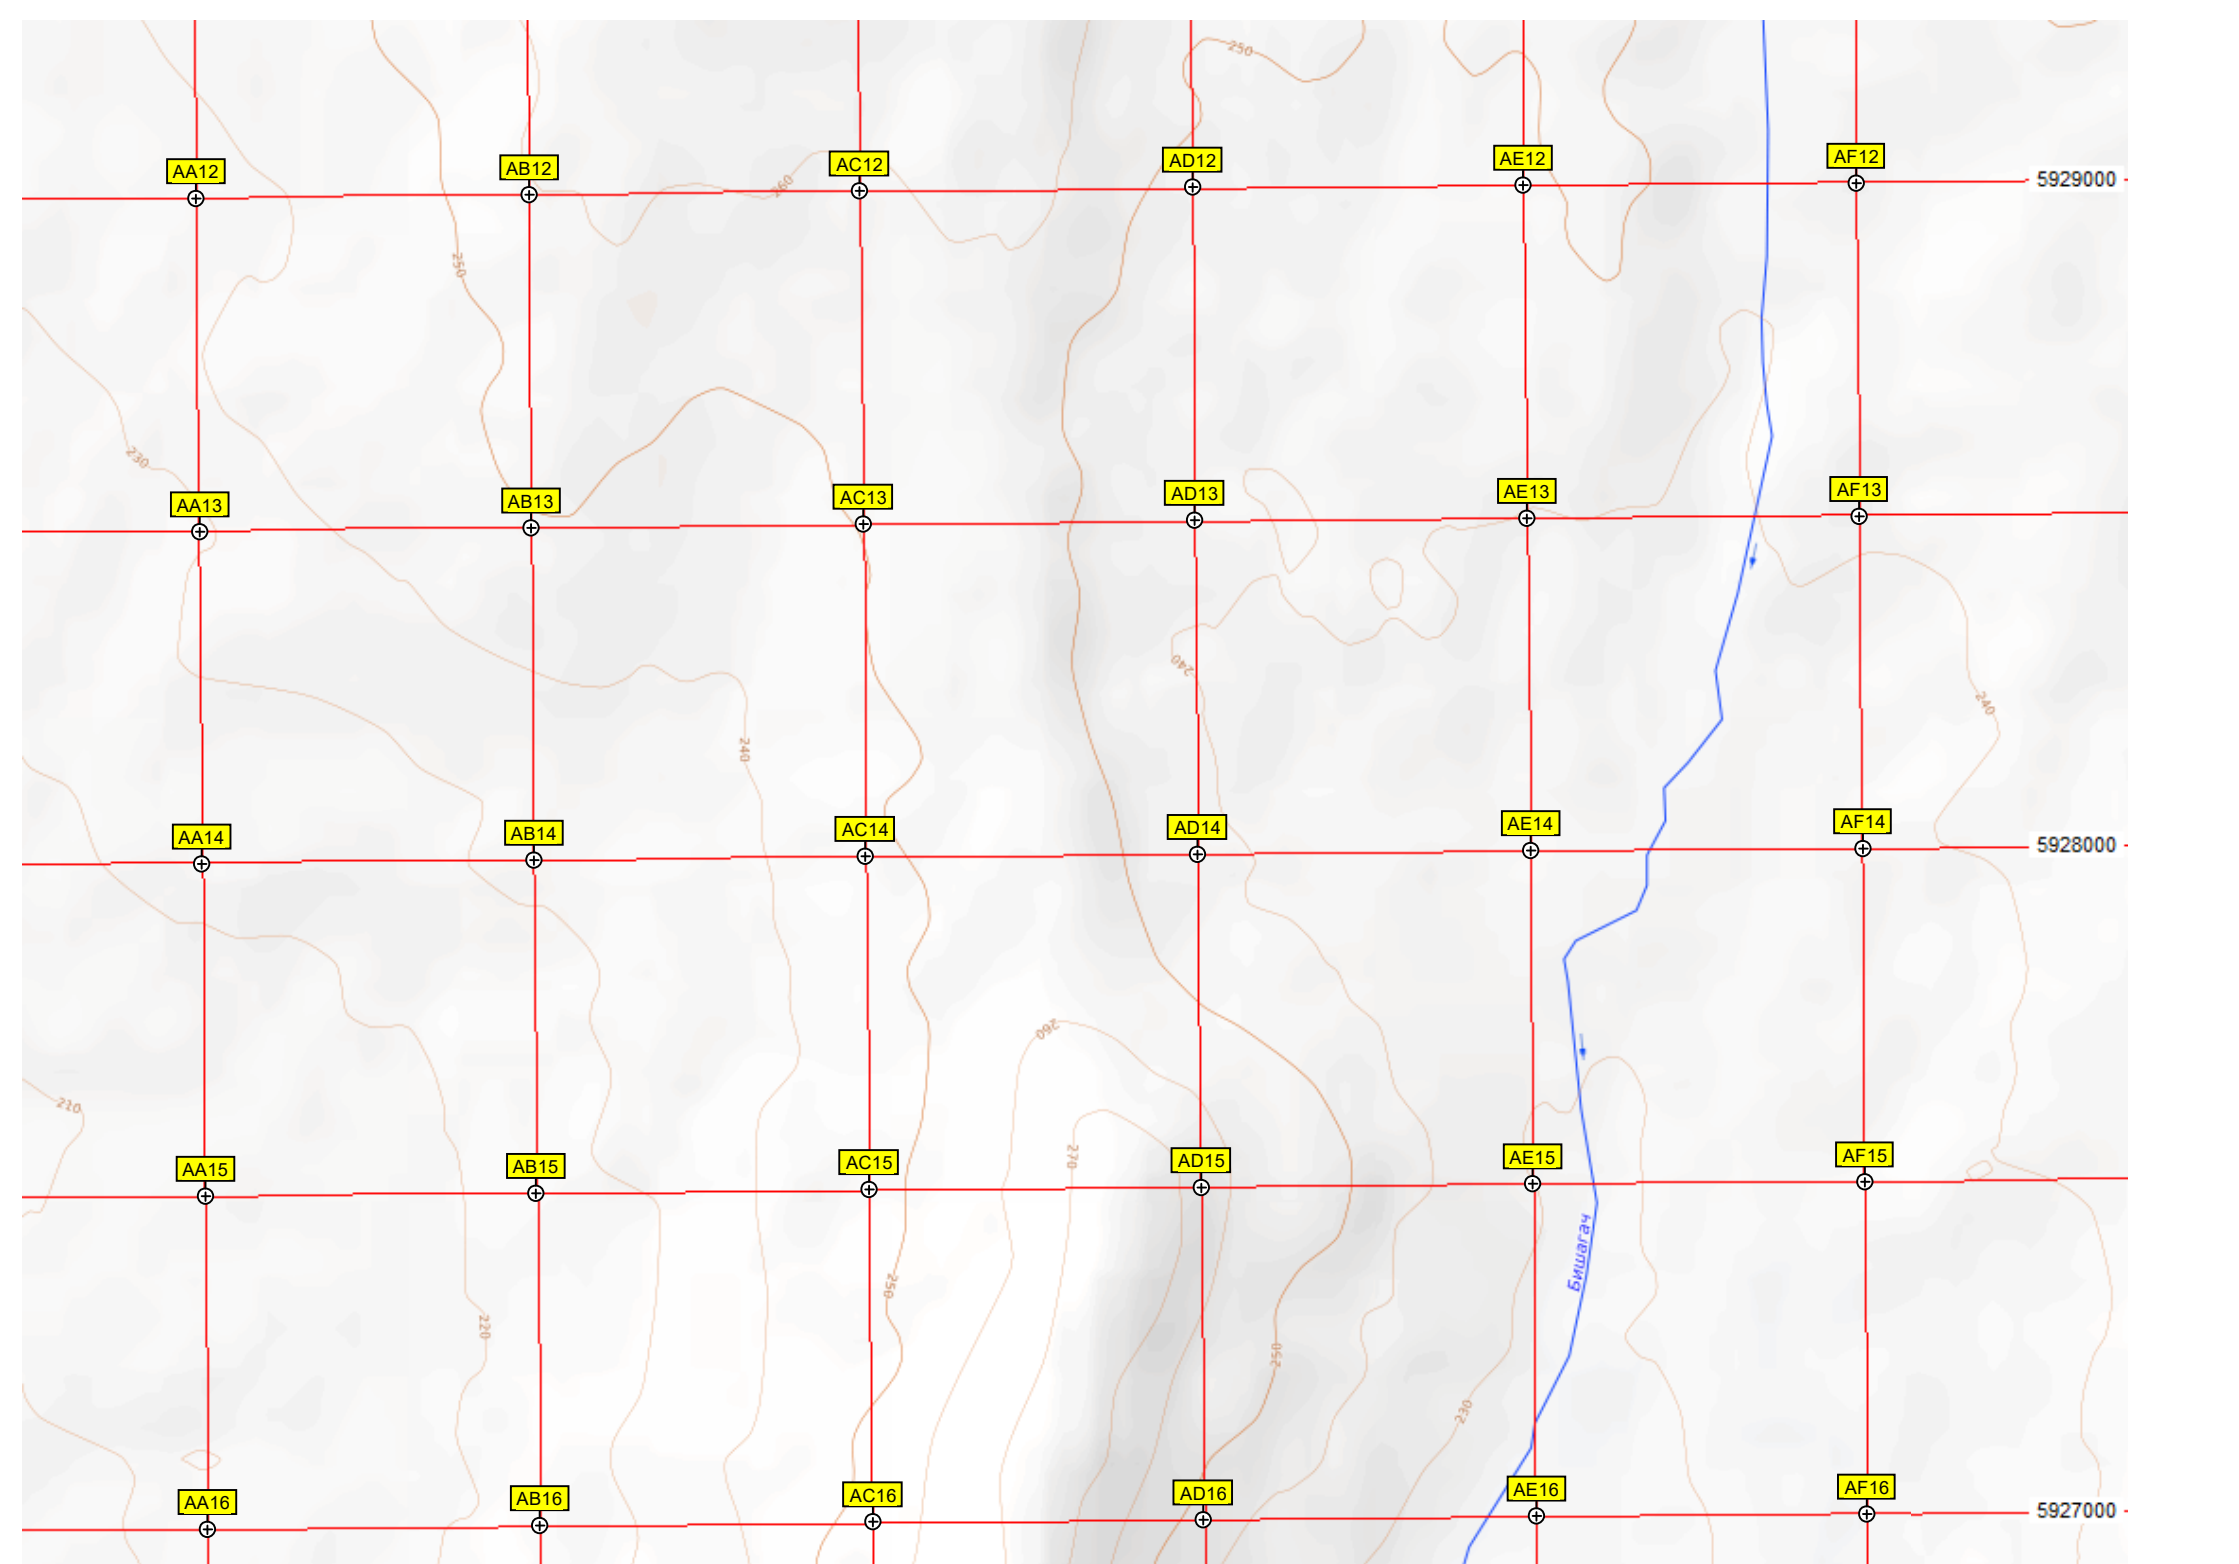 250
AA12
AB12
AC12
AD12
AE12
AF12
5929000
260
250
230
AA13
AB13
AC13
AD13
AE13
AF13
240
240
240
AA14
AB14
AC14
AD14
AE14
AF14
5928000
260
210
270
AA15
AB15
AC15
AD15
AE15
AF15
Бишагач
250
220
250
230
AA16
AB16
AC16
AD16
AE16
AF16
5927000